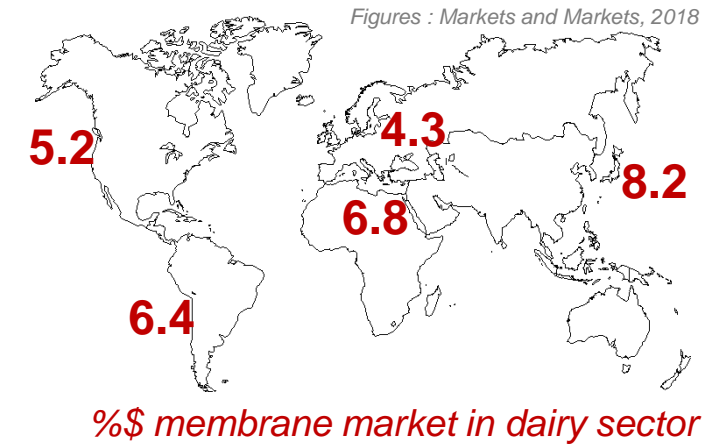 Figures : Markets and Markets, 2018
5.2
4.3
8.2
6.8
6.4
%$ membrane market in dairy sector